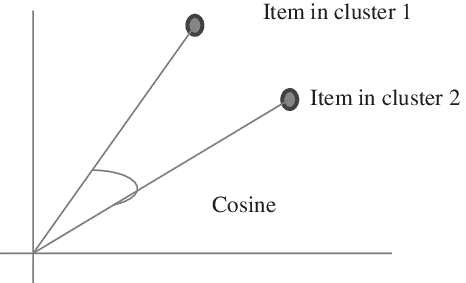 Item in cluster 1
Item in cluster 2
Cosine